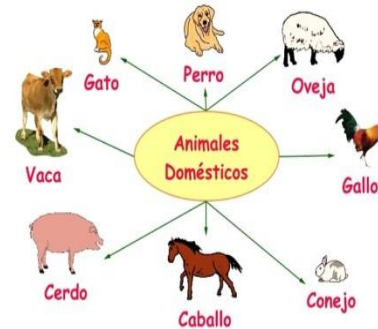 Gato
Perro
Oveja
Vaca
Animales
Domésticos
Gallo
Cerdo
Caballo
Conejo